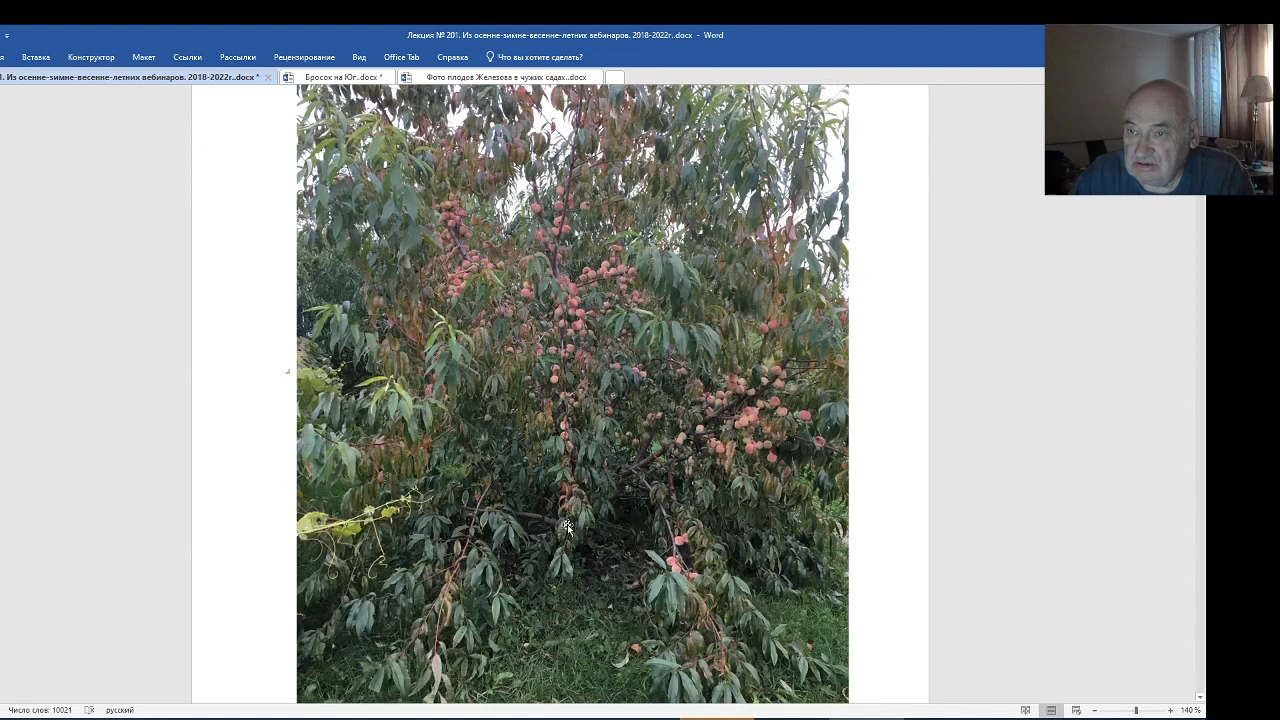 Лекция № 201. Из осенне-зимне-весенне-летних вебинаров. 2018-2022г..docx - Word
Вставка Конструктор Макет Ссылки Рассылки Рецензирование Вид Office Tab Справка Что вы хотите сделать?
. Из осенне-зимне-весенне-летних вебинаров. 2018-2022г..docx * Бросок на Юг..docx * Фото плодов Железова в чужих садах..docx
Число слов: 10021 русский 140 %